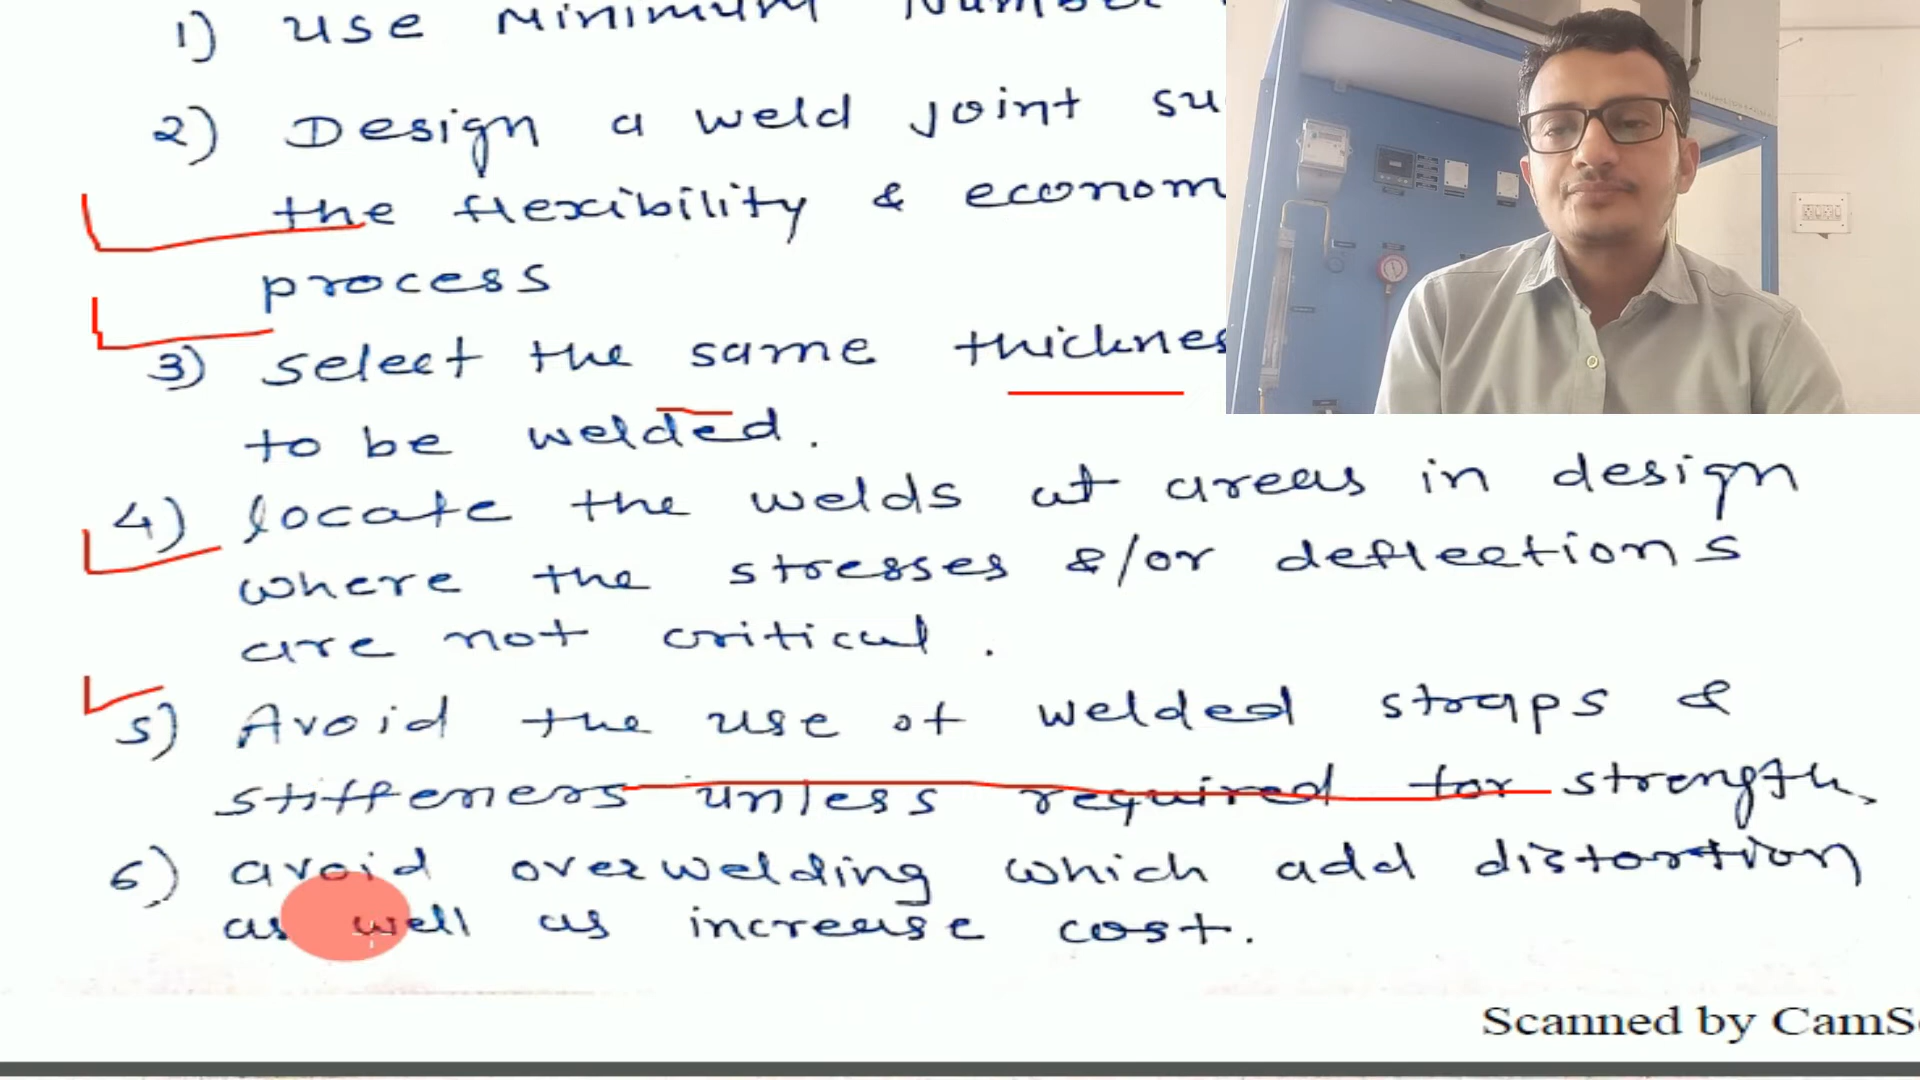 1) Use Minimum
2) Design a weld joint
the flexibility &
process
3) select the same
to be welded.
4) locate the welds at areas in design
where the stresses &/or deflections
are not critical.
5) Avoid the use of welded straps &
stiffeners unless required for strength.
6) avoid overwelding which add distortion
as well as increase cost.
Scanned by